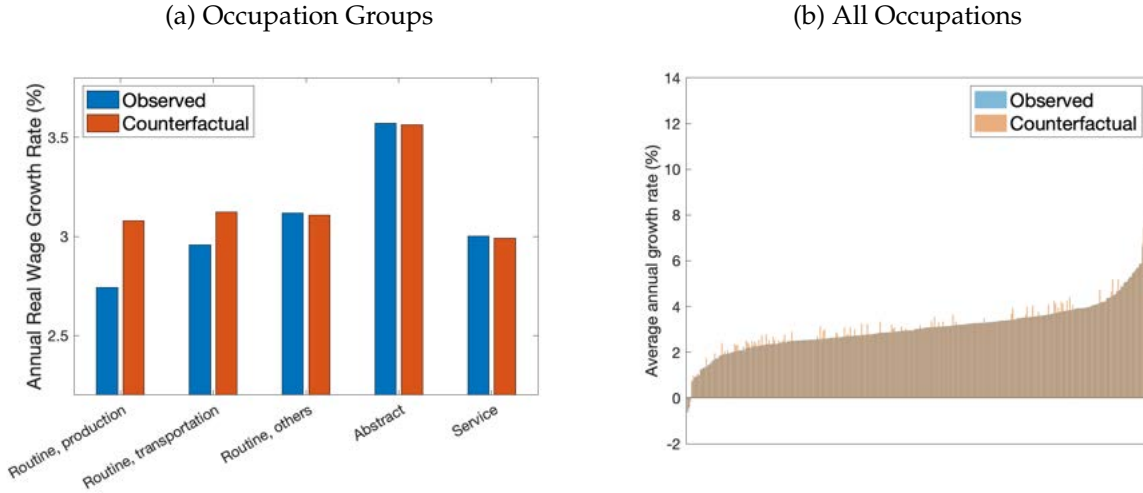 (a) Occupation Groups
Annual Real Wage Growth Rate (%)
3.5
3
2.5
Observed
Counterfactual
Routine, production
Routine, transportation
Routine, others
Abstract
Service
(b) All Occupations
Average annual growth rate (%)
14
12
10
8
6
4
2
0
-2
Observed
Counterfactual